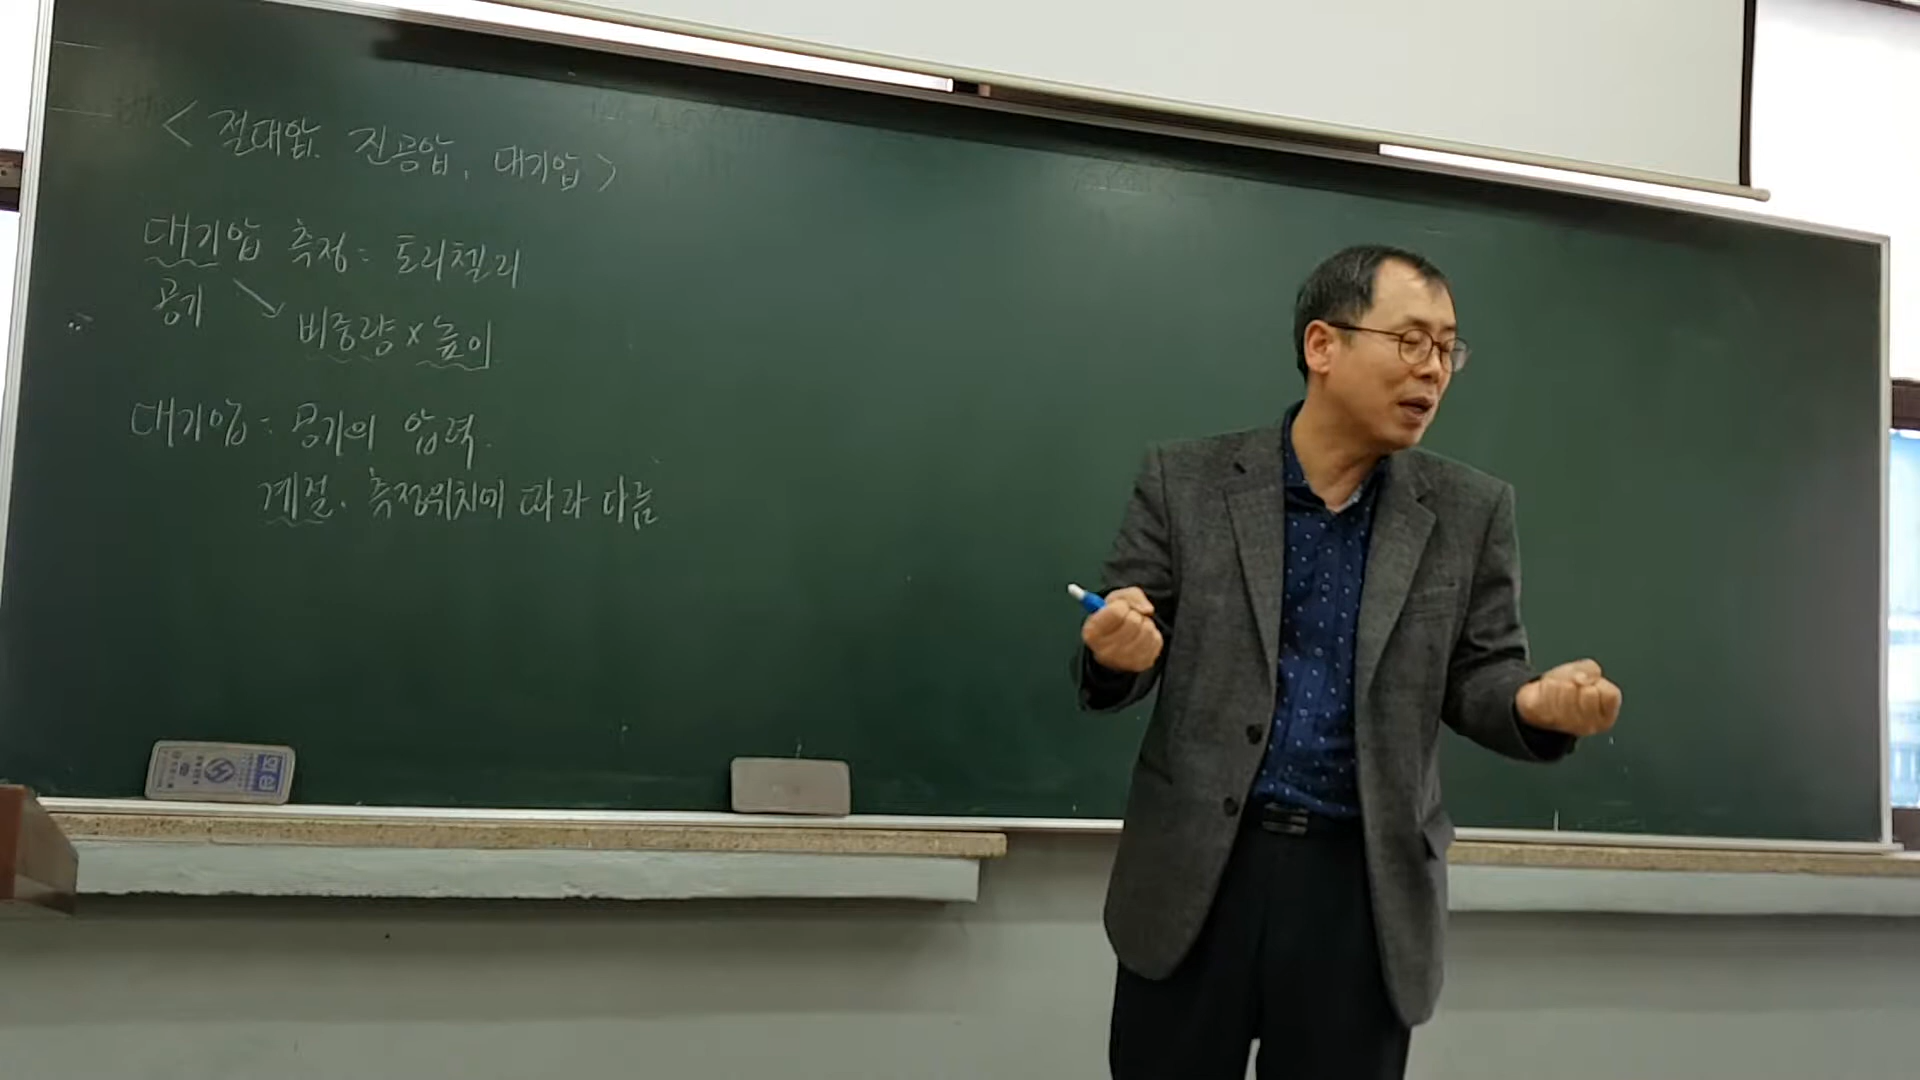 < 절대압. 진공압, 대기압 >
대기압 측정 = 토리첼리
공기 ↘ 비중량 × 높이
대기압 = 공기의 압력.
계절. 측정위치에 따라 다름